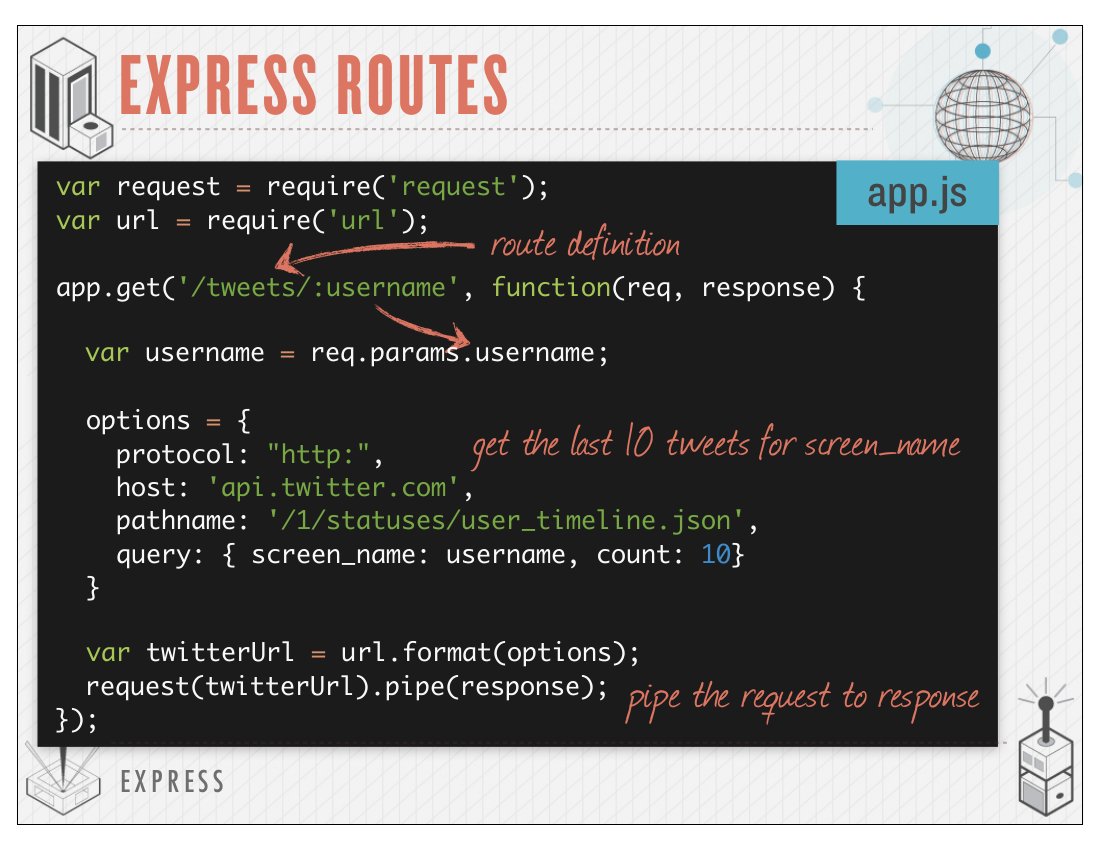 EXPRESS ROUTES
app.js
var request = require('request');
var url = require('url');
route definition
app.get('/tweets/:username', function(req, response) {
var username = req.params.username;
options = {
get the last 10 tweets for screen_name
protocol: "http:",
host: 'api.twitter.com',
pathname: '/1/statuses/user_timeline.json',
query: { screen_name: username, count: 10}
}
var twitterUrl = url.format(options);
request(twitterUrl).pipe(response);
pipe the request to response
});
EXPRESS